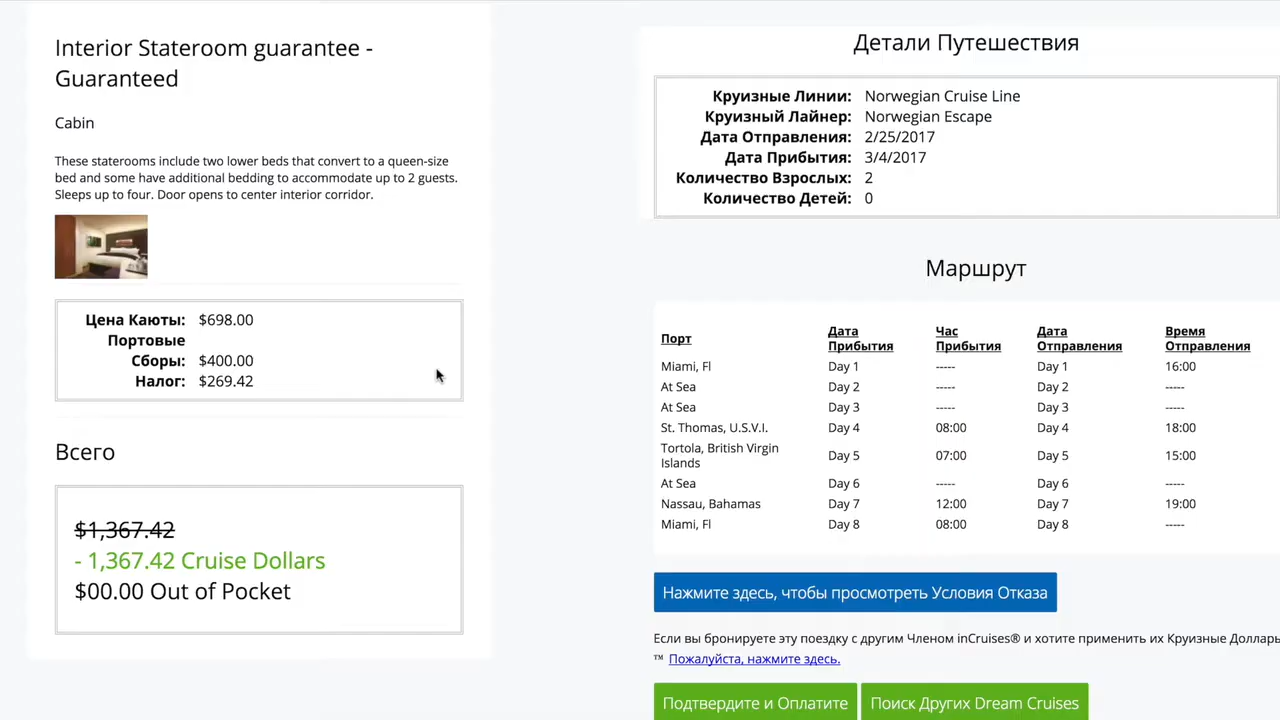 Interior Stateroom guarantee -
Guaranteed
Cabin
These staterooms include two lower beds that convert to a queen-size
bed and some have additional bedding to accommodate up to 2 guests.
Sleeps up to four. Door opens to center interior corridor.
Цена Каюты: $698.00
Портовые
Сборы: $400.00
Налог: $269.42
Всего
$1,367.42
- 1,367.42 Cruise Dollars
$00.00 Out of Pocket
Детали Путешествия
Круизные Линии: Norwegian Cruise Line
Круизный Лайнер: Norwegian Escape
Дата Отправления: 2/25/2017
Дата Прибытия: 3/4/2017
Количество Взрослых: 2
Количество Детей: 0
Маршрут
Порт Дата Прибытия Час Прибытия Дата Отправления Время Отправления
Miami, Fl Day 1 ----- Day 1 16:00
At Sea Day 2 ----- Day 2 -----
At Sea Day 3 ----- Day 3 -----
St. Thomas, U.S.V.I. Day 4 08:00 Day 4 18:00
Tortola, British Virgin Islands Day 5 07:00 Day 5 15:00
At Sea Day 6 ----- Day 6 -----
Nassau, Bahamas Day 7 12:00 Day 7 19:00
Miami, Fl Day 8 08:00 Day 8 -----
Нажмите здесь, чтобы просмотреть Условия Отказа
Если вы бронируете эту поездку с другим Членом inCruises® и хотите применить их Круизные Доллары
™ Пожалуйста, нажмите здесь.
Подтвердите и Оплатите
Поиск Других Dream Cruises